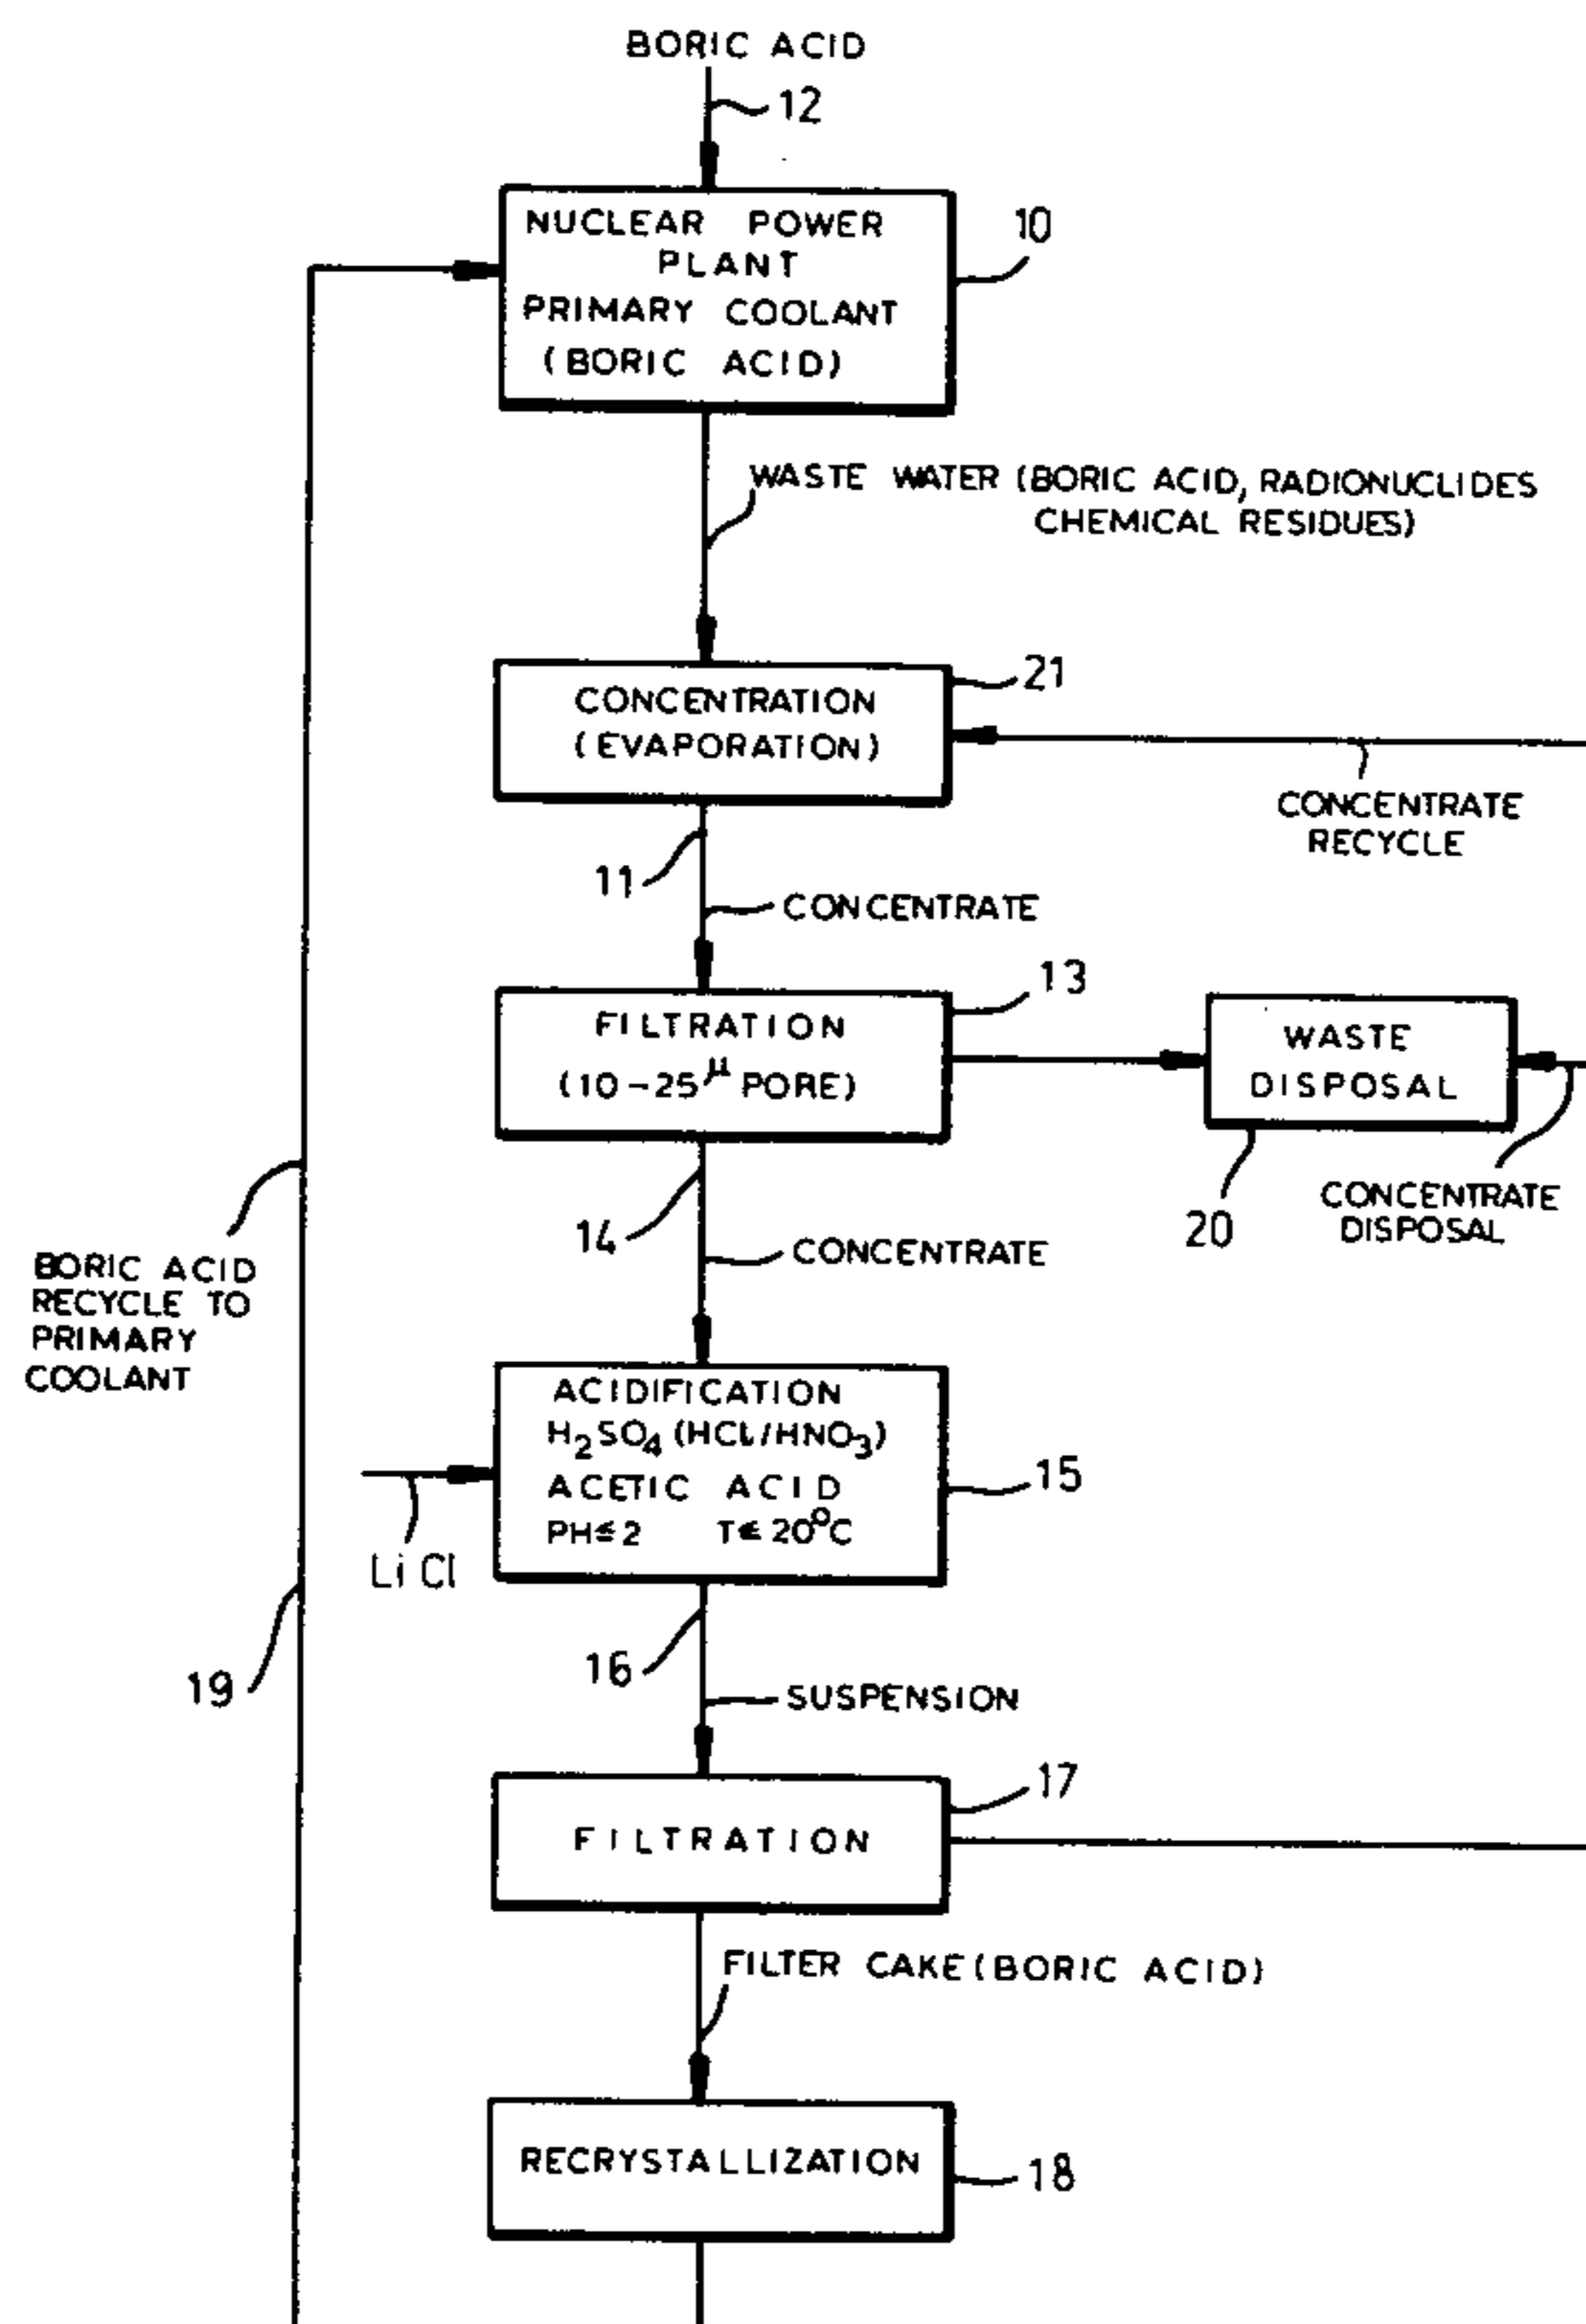 BORIC ACID
12
NUCLEAR POWER
PLANT
PRIMARY COOLANT
(BORIC ACID)
10
WASTE WATER (BORIC ACID, RADIONUCLIDES
CHEMICAL RESIDUES)
CONCENTRATION
(EVAPORATION)
21
CONCENTRATE
RECYCLE
11
CONCENTRATE
FILTRATION
(10-25 μ PORE)
13
WASTE
DISPOSAL
20
CONCENTRATE
DISPOSAL
14
CONCENTRATE
BORIC ACID
RECYCLE TO
PRIMARY
COOLANT
ACIDIFICATION
H₂SO₄ (HCl/HNO₃)
ACETIC ACID
PH≤2 T≤20°C
15
LiCl
16
SUSPENSION
19
FILTRATION
17
FILTER CAKE (BORIC ACID)
RECRYSTALLIZATION
18